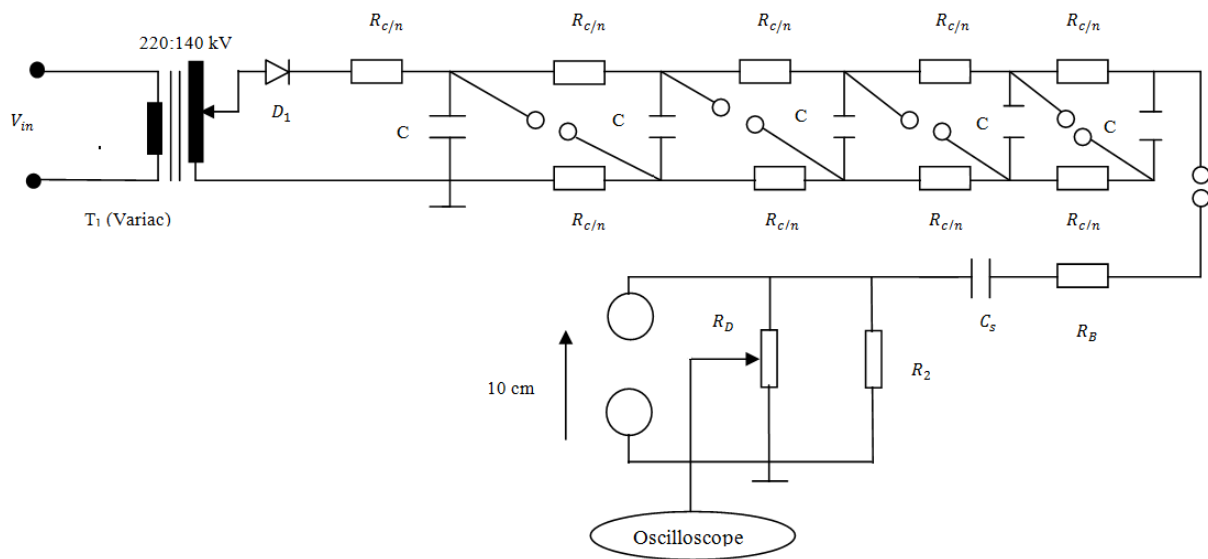 R_{c/n} R_{c/n} R_{c/n} R_{c/n} R_{c/n}
220:140 kV
D_1
V_{in}
C C C C C
T_1 (Variac)
R_{c/n} R_{c/n} R_{c/n} R_{c/n}
R_D C_s R_B
R_2
10 cm
Oscilloscope